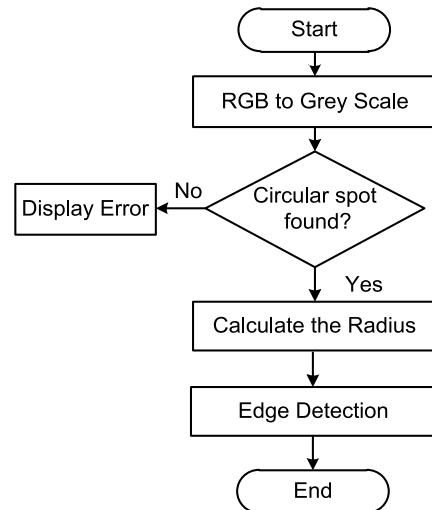 Start
RGB to Grey Scale
Circular spot
found?
No
Display Error
Yes
Calculate the Radius
Edge Detection
End